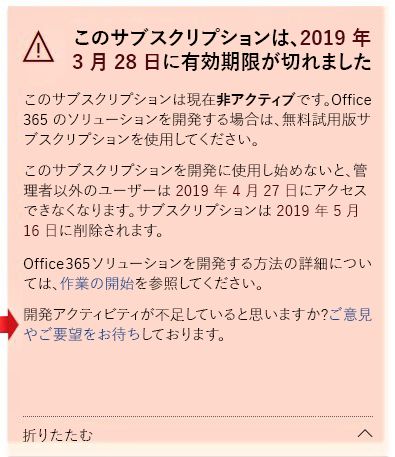 このサブスクリプションは、2019 年
3 月 28 日に有効期限が切れました
このサブスクリプションは現在非アクティブです。Office
365 のソリューションを開発する場合は、無料試用版サ
ブスクリプションを使用してください。
このサブスクリプションを開発に使用し始めないと、管
理者以外のユーザーは 2019 年 4 月 27 日にアクセス
できなくなります。サブスクリプションは 2019 年 5 月
16 日に削除されます。
Office365ソリューションを開発する方法の詳細につい
ては、作業の開始を参照してください。
開発アクティビティが不足していると思いますか?ご意見
やご要望をお待ちしております。
折りたたむ